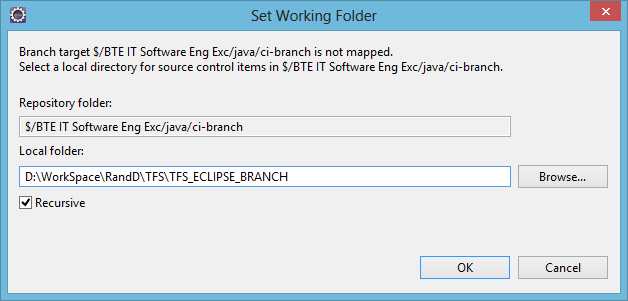 Set Working Folder
Branch target $/BTE IT Software Eng Exc/java/ci-branch is not mapped.
Select a local directory for source control items in $/BTE IT Software Eng Exc/java/ci-branch.
Repository folder:
$/BTE IT Software Eng Exc/java/ci-branch
Local folder:
D:\WorkSpace\RandD\TFS\TFS_ECLIPSE_BRANCH
Browse...
Recursive
OK
Cancel